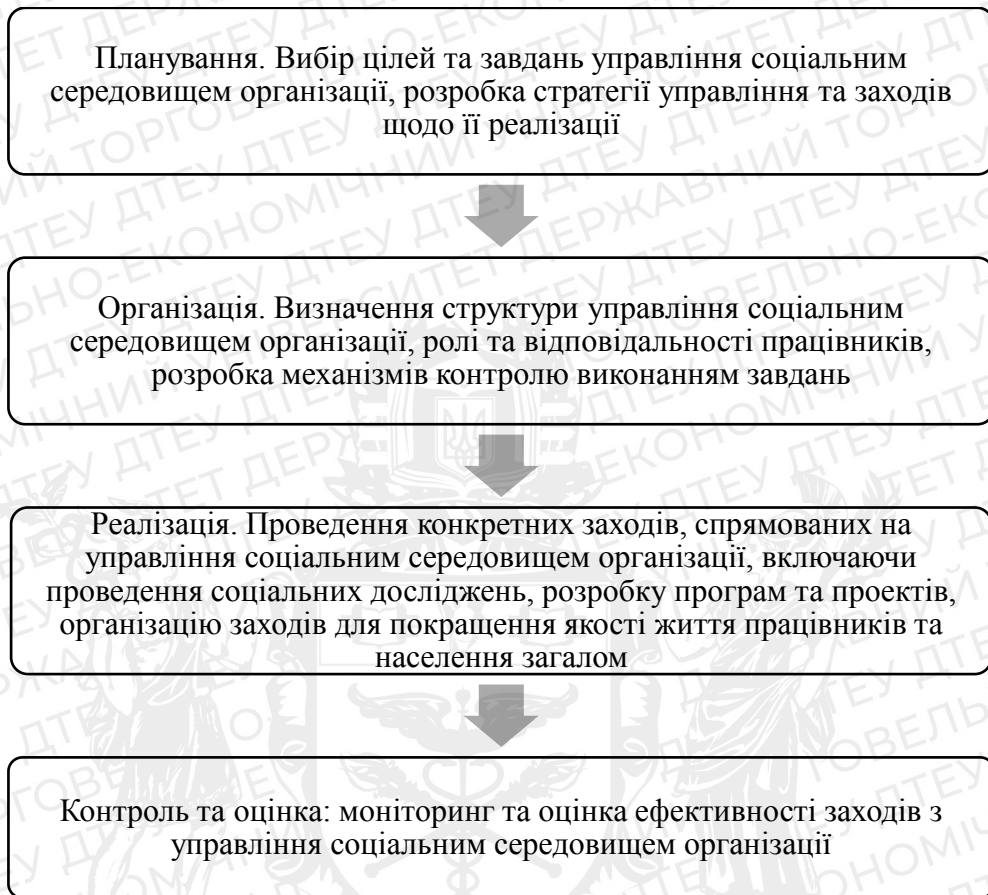 Планування. Вибір цілей та завдань управління соціальним
середовищем організації, розробка стратегії управління та заходів
щодо її реалізації
Організація. Визначення структури управління соціальним
середовищем організації, ролі та відповідальності працівників,
розробка механізмів контролю виконанням завдань
Реалізація. Проведення конкретних заходів, спрямованих на
управління соціальним середовищем організації, включаючи
проведення соціальних досліджень, розробку програм та проектів,
організацію заходів для покращення якості життя працівників та
населення загалом
Контроль та оцінка: моніторинг та оцінка ефективності заходів з
управління соціальним середовищем організації